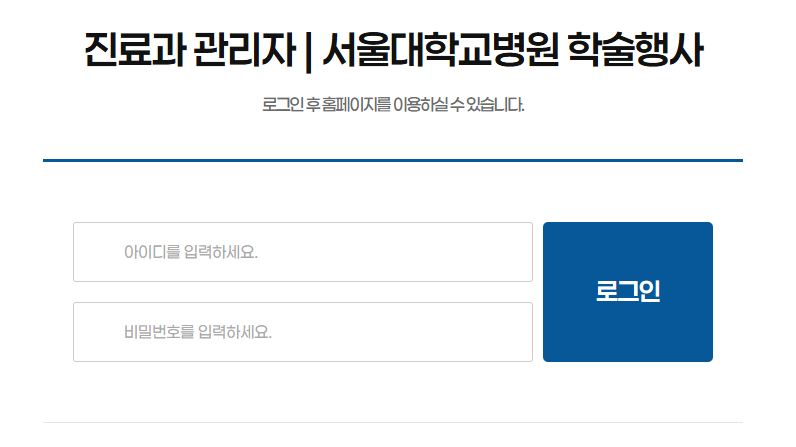 진료과 관리자 | 서울대학교병원 학술행사
로그인 후 홈페이지를 이용하실 수 있습니다.
아이디를 입력하세요.
로그인
비밀번호를 입력하세요.